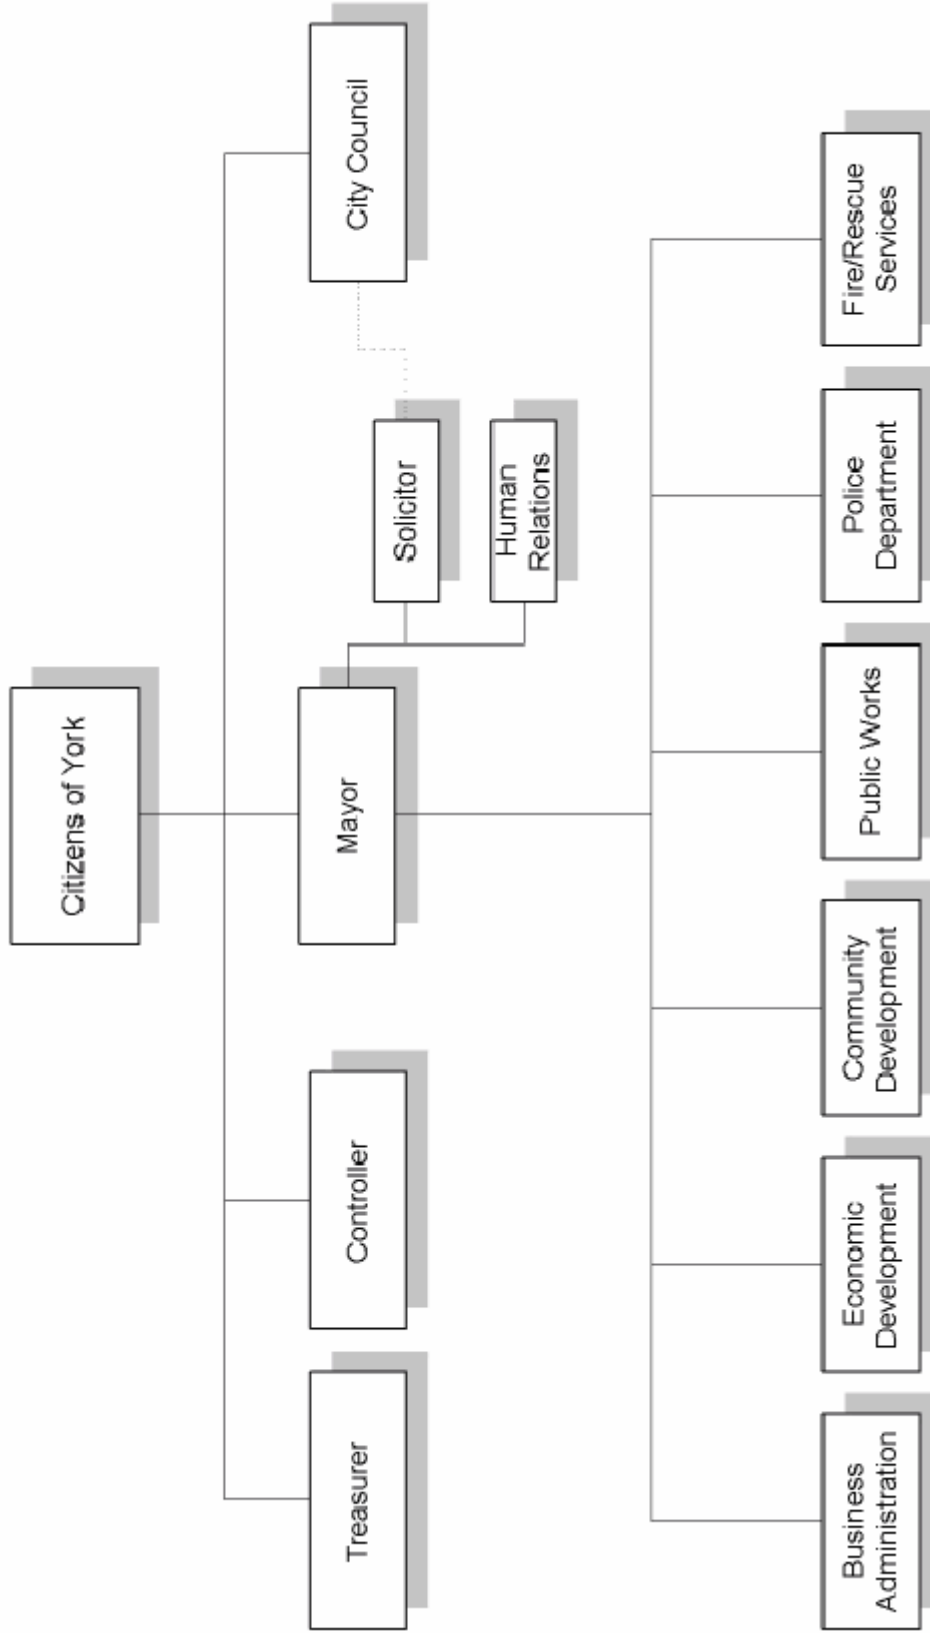 Citizens of York
Treasurer
Controller
Mayor
City Council
Solicitor
Human
Relations
Business
Administration
Economic
Development
Community
Development
Public Works
Police
Department
Fire/Rescue
Services